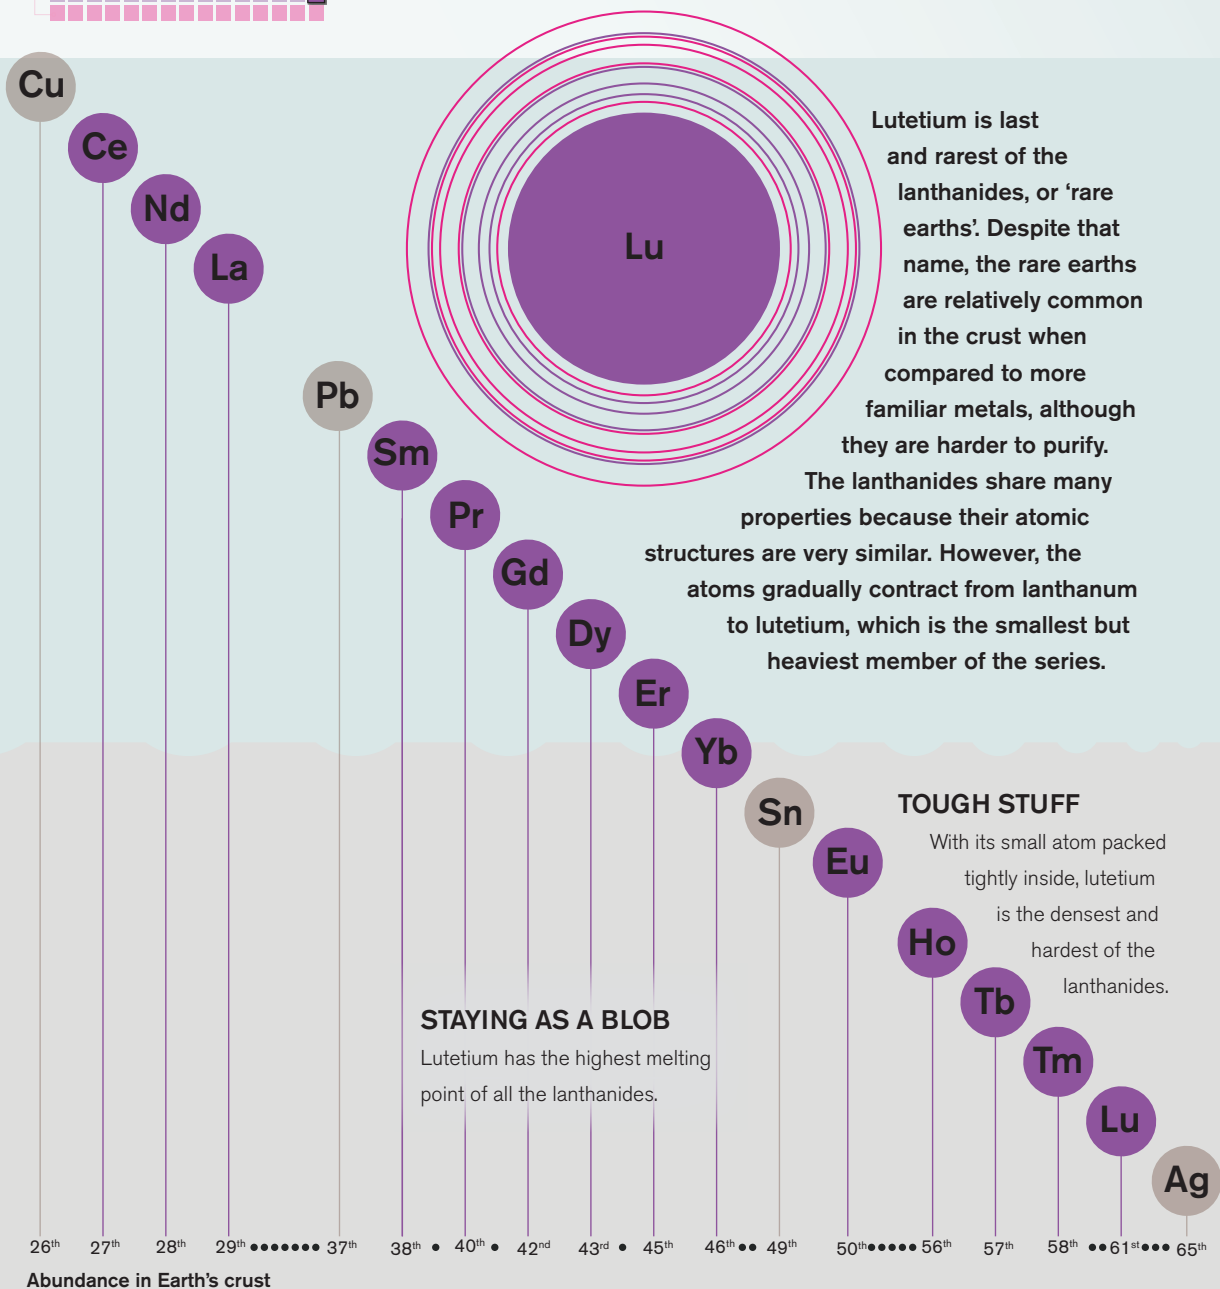 Cu
Ce
Nd
La
Lu
Lutetium is last
and rarest of the
lanthanides, or ‘rare
earths’. Despite that
name, the rare earths
are relatively common
in the crust when
compared to more
familiar metals, although
they are harder to purify.
The lanthanides share many
properties because their atomic
structures are very similar. However, the
atoms gradually contract from lanthanum
to lutetium, which is the smallest but
heaviest member of the series.
Pb
Sm
Pr
Gd
Dy
Er
Yb
Sn
Eu
Ho
Tb
Tm
Lu
Ag
TOUGH STUFF
With its small atom packed
tightly inside, lutetium
is the densest and
hardest of the
lanthanides.
STAYING AS A BLOB
Lutetium has the highest melting
point of all the lanthanides.
26th 27th 28th 29th •••••••• 37th 38th • 40th • 42nd 43rd • 45th 46th •• 49th 50th ••••• 56th 57th 58th •• 61st ••• 65th
Abundance in Earth’s crust